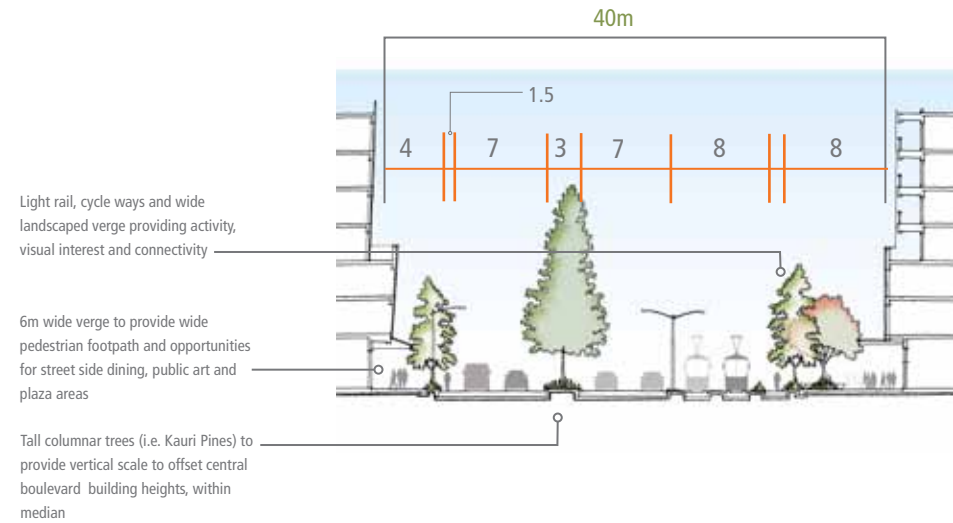 40m
1.5
4 7 3 7 8 8
Light rail, cycle ways and wide
landscaped verge providing activity,
visual interest and connectivity
6m wide verge to provide wide
pedestrian footpath and opportunities
for street side dining, public art and
plaza areas
Tall columnar trees (i.e. Kauri Pines) to
provide vertical scale to offset central
boulevard building heights, within
median